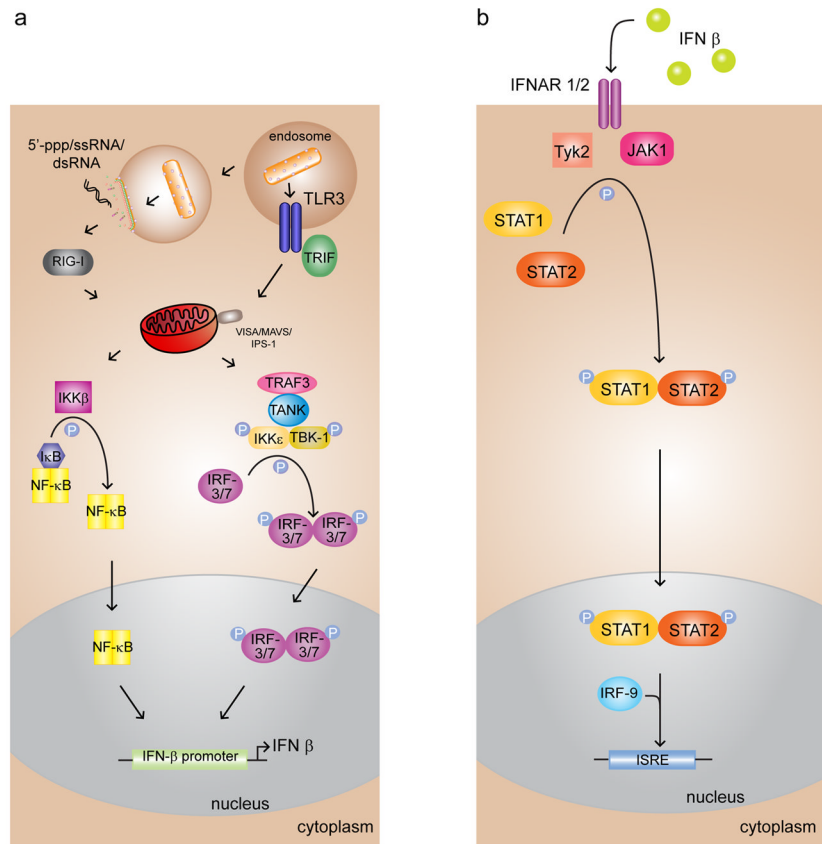 a
5'-ppp/ssRNA/
dsRNA
endosome
TLR3
TRIF
RIG-I
VISA/MAVS/
IPS-1
IKKβ
P
IκB
NF-κB
NF-κB
TRAF3
TANK
P
IKKε
TBK-1
P
P
IRF-
3/7
P
IRF-
3/7
IRF-
3/7
P
NF-κB
P
IRF-
3/7
IRF-
3/7
P
IFN-β promoter
IFN β
nucleus
cytoplasm
b
IFN β
IFNAR 1/2
Tyk2
JAK1
P
STAT1
STAT2
P
STAT1
STAT2
P
P
STAT1
STAT2
P
IRF-9
ISRE
nucleus
cytoplasm